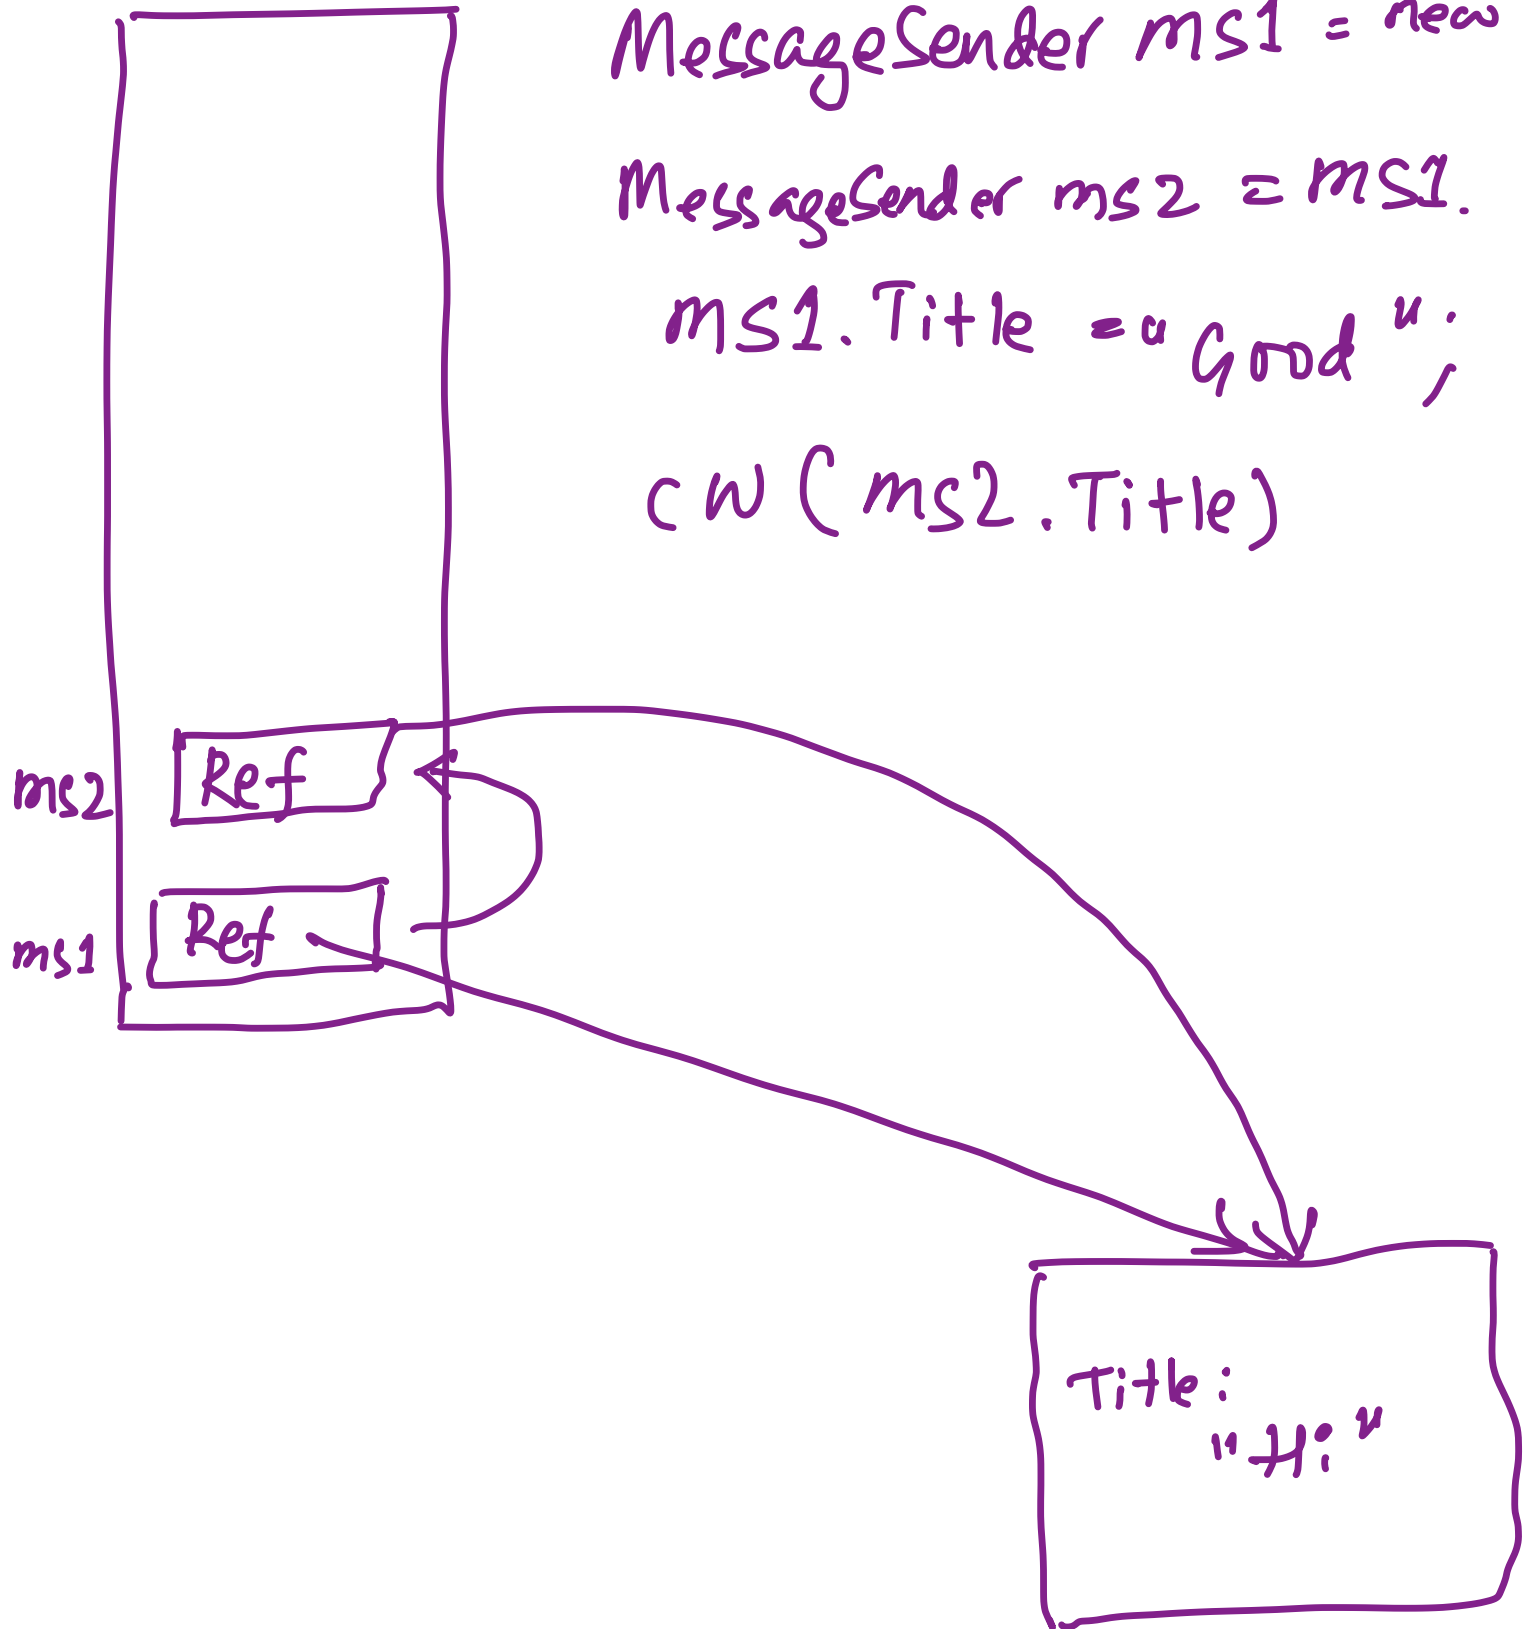 MessageSender ms1 = new
MessageSender ms2 = ms1.
ms1.Title = "Good";
cw(ms2.Title)
ms2
Ref
ms1
Ref
Title:
"Hi"